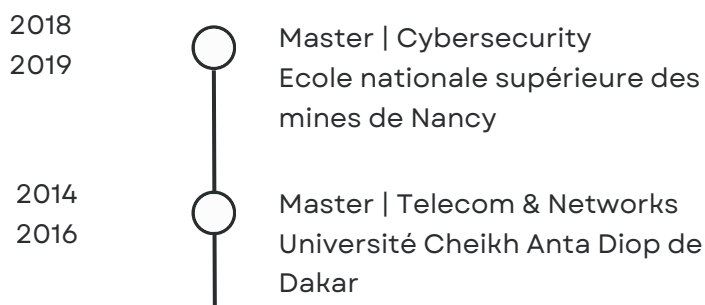 2018
2019
Master | Cybersecurity
Ecole nationale supérieure des
mines de Nancy
2014
2016
Master | Telecom & Networks
Université Cheikh Anta Diop de
Dakar